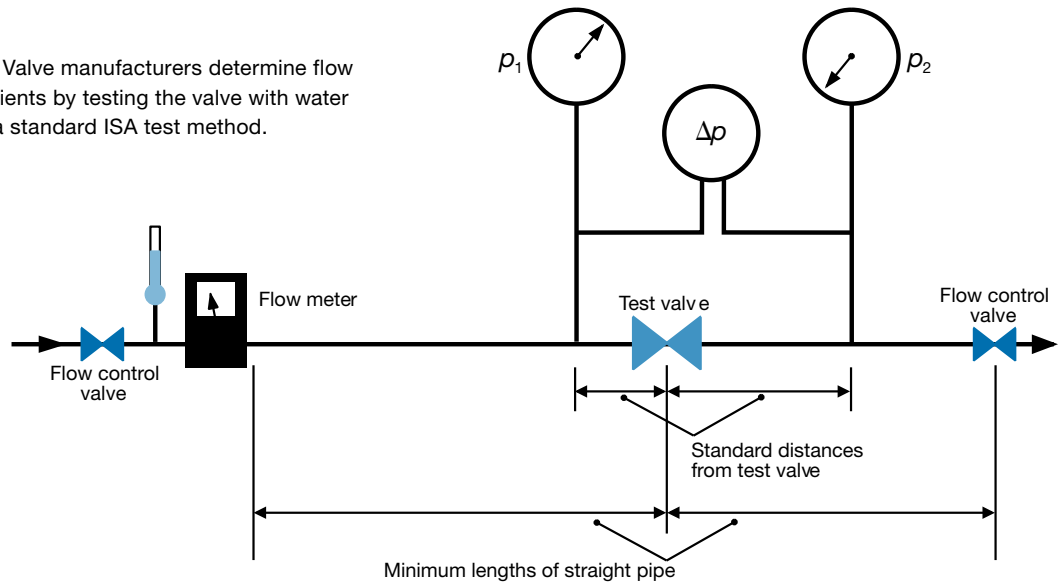 Valve manufacturers determine flow
ients by testing the valve with water
a standard ISA test method.
p₁
Δp
p₂
Flow meter
Test valve
Flow control
valve
Flow control
valve
Standard distances
from test valve
Minimum lengths of straight pipe